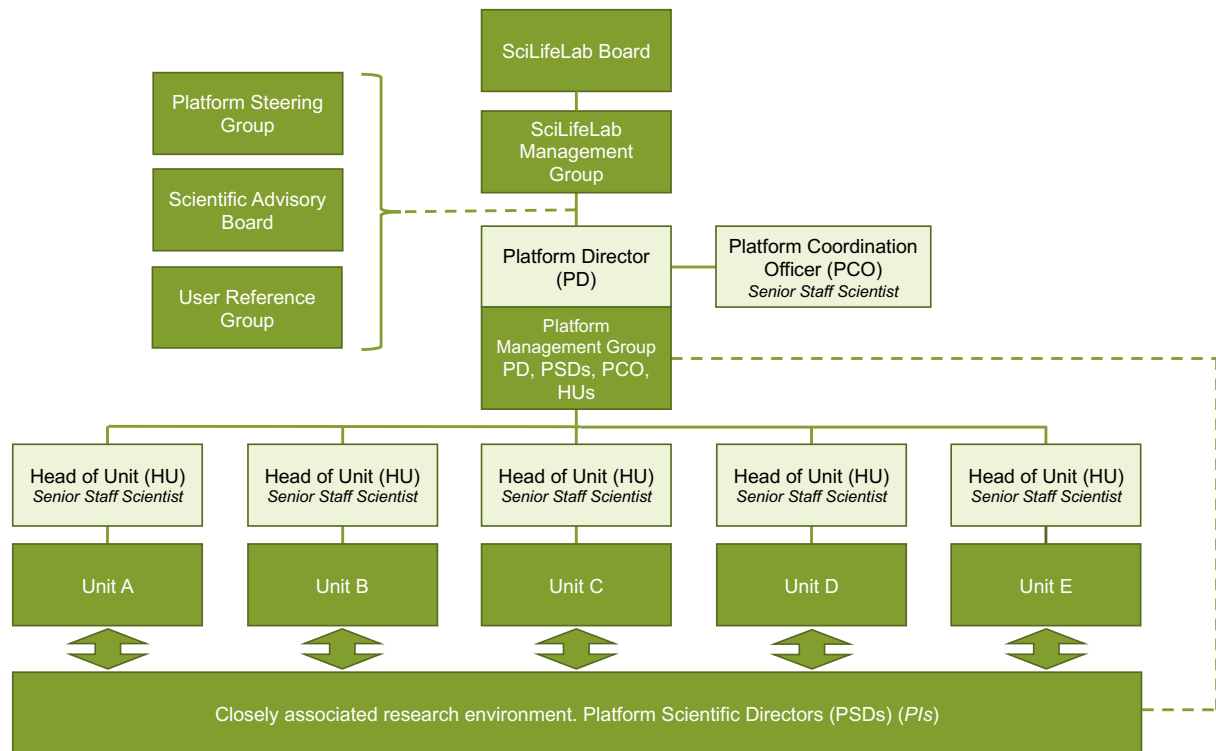 SciLifeLab Board
Platform Steering
Group
SciLifeLab
Management
Group
Scientific Advisory
Board
User Reference
Group
Platform Director
(PD)
Platform Coordination
Officer (PCO)
Senior Staff Scientist
Platform
Management Group
PD, PSDs, PCO,
HUs
Head of Unit (HU)
Senior Staff Scientist
Head of Unit (HU)
Senior Staff Scientist
Head of Unit (HU)
Senior Staff Scientist
Head of Unit (HU)
Senior Staff Scientist
Head of Unit (HU)
Senior Staff Scientist
Unit A
Unit B
Unit C
Unit D
Unit E
Closely associated research environment. Platform Scientific Directors (PSDs) (PIs)